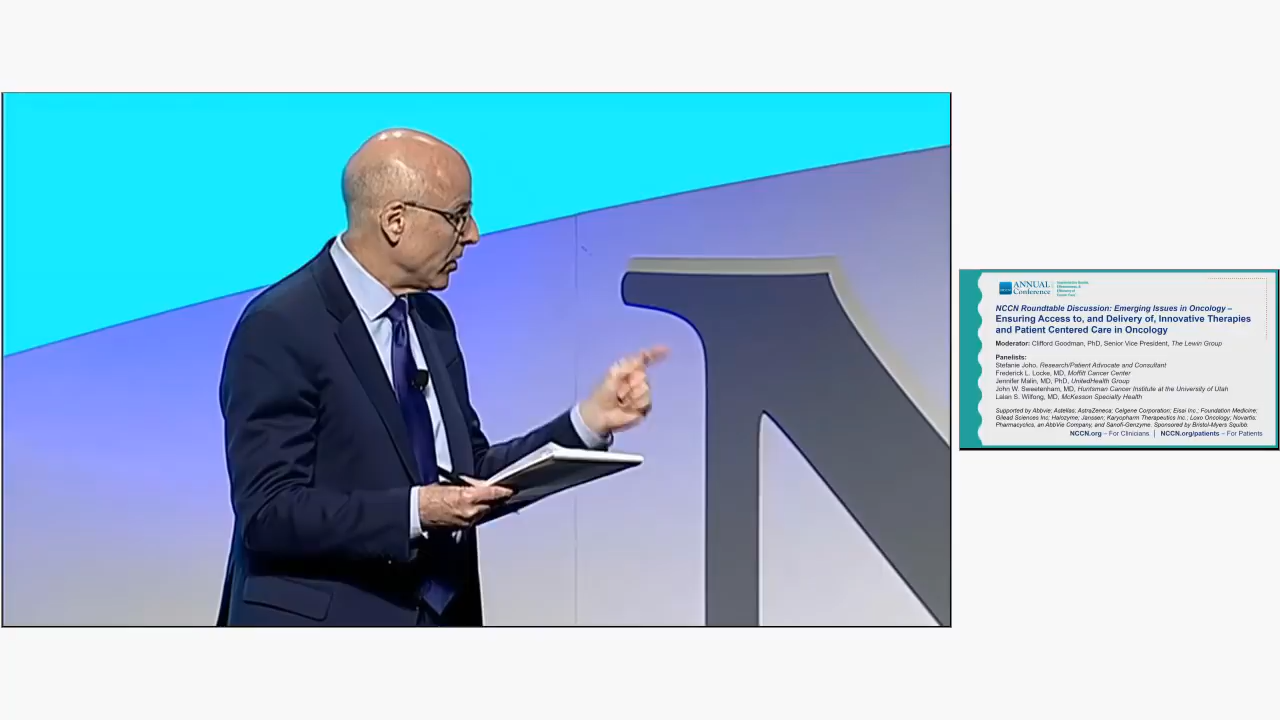 N
ANNUAL
Conference
NCCN Roundtable Discussion: Emerging Issues in Oncology –
Ensuring Access to, and Delivery of, Innovative Therapies
and Patient Centered Care in Oncology
Moderator: Clifford Goodman, PhD, Senior Vice President, The Lewin Group
Panelists:
Stefanie Joho, Research/Patient Advocate and Consultant
Frederick L. Locke, MD, Moffitt Cancer Center
Jennifer Malin, MD, PhD, UnitedHealth Group
John W. Sweetenham, MD, Huntsman Cancer Institute at the University of Utah
Lalan S. Wilfong, MD, McKesson Specialty Health
Supported by Abbvie; Astellas; AstraZeneca; Celgene Corporation; Eisai Inc.; Foundation Medicine;
Gilead Sciences Inc; Halozyme; Janssen; Karyopharm Therapeutics Inc.; Loxo Oncology; Novartis;
Pharmacyclics, an AbbVie Company, and Sanofi-Genzyme. Sponsored by Bristol-Myers Squibb.
NCCN.org – For Clinicians | NCCN.org/patients – For Patients